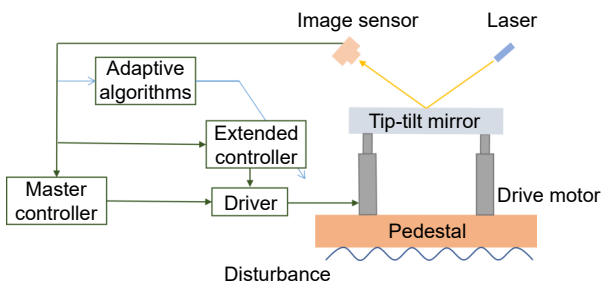 Image sensor
Laser
Adaptive
algorithms
Tip-tilt mirror
Extended
controller
Master
controller
Driver
Drive motor
Pedestal
Disturbance